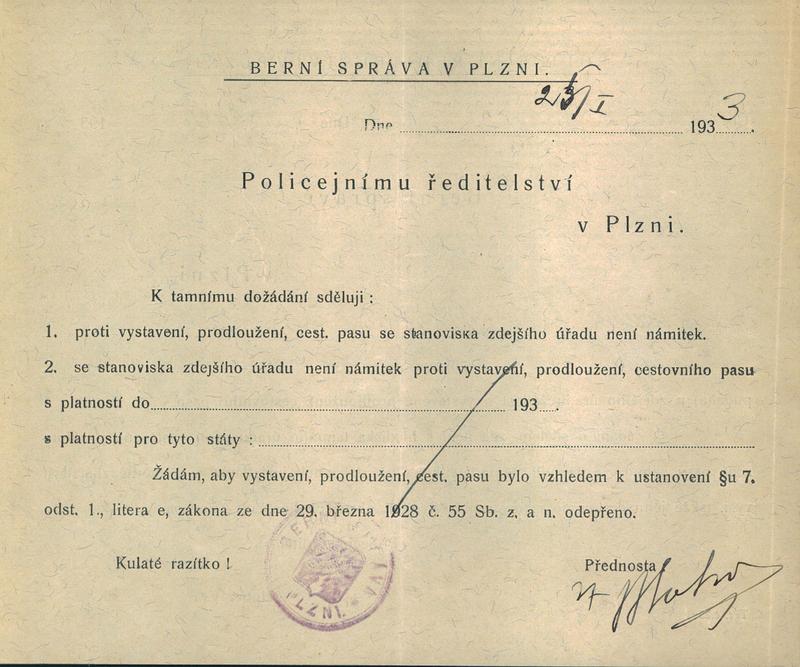 BERNÍ SPRÁVA V PLZNI.
Dne 193 3.
Policejnímu ředitelství
v Plzni.
K tamnímu dožádání sděluji :
1. proti vystavení, prodloužení, cest. pasu se stanoviska zdejšího úřadu není námitek.
2. se stanoviska zdejšího úřadu není námitek proti vystavení, prodloužení, cestovního pasu
s platností do 193 .
s platností pro tyto státy :
Žádám, aby vystavení, prodloužení, cest. pasu bylo vzhledem k ustanovení §u 7.
odst. 1., litera e, zákona ze dne 29. března 1928 č. 55 Sb. z. a n. odepřeno.
Kulaté razítko !
Přednosta
PLZNI.